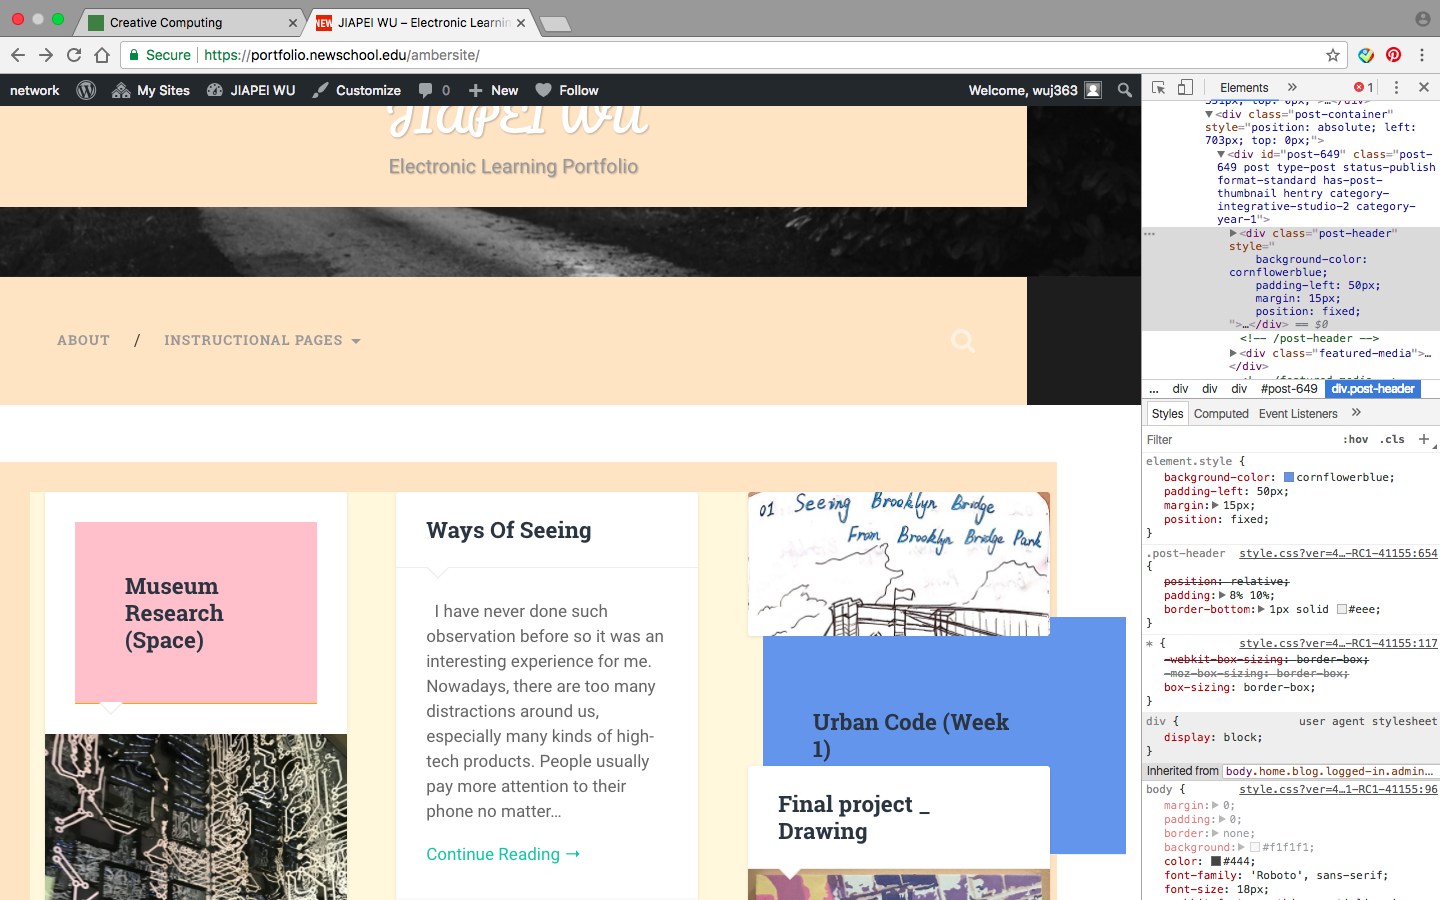 Creative Computing
NEW JIAPEI WU – Electronic Learnin
Secure https://portfolio.newschool.edu/ambersite/
network My Sites JIAPEI WU Customize 0 New Follow Welcome, wuj363
JIAPEI WU
Electronic Learning Portfolio
ABOUT / INSTRUCTIONAL PAGES
Museum
Research
(Space)
Ways Of Seeing
I have never done such
observation before so it was an
interesting experience for me.
Nowadays, there are too many
distractions around us,
especially many kinds of high-
tech products. People usually
pay more attention to their
phone no matter...
Continue Reading →
01 Seeing Brooklyn Bridge
From Brooklyn Bridge Park
Urban Code (Week
1)
Final project _
Drawing
Elements » 1
551px; top: 0px; >…</div>
▼<div class="post-container"
style="position: absolute; left:
703px; top: 0px;">
▼<div id="post-649" class="post-
649 post type-post status-publish
format-standard has-post-
thumbnail hentry category-
integrative-studio-2 category-
year-1">
... ▶<div class="post-header"
style="
background-color:
cornflowerblue;
padding-left: 50px;
margin: 15px;
position: fixed;
">…</div> == $0
<!-- /post-header -->
▶<div class="featured-media">…
</div>
... div div div #post-649 div.post-header
Styles Computed Event Listeners »
Filter :hov .cls +
element.style {
background-color: cornflowerblue;
padding-left: 50px;
margin:▶15px;
position: fixed;
}
.post-header style.css?ver=4…-RC1-41155:654
{
position: relative;
padding:▶8% 10%;
border-bottom:▶1px solid #eee;
}
* { style.css?ver=4…-RC1-41155:117
-webkit-box-sizing: border-box;
-moz-box-sizing: border-box;
box-sizing: border-box;
}
div { user agent stylesheet
display: block;
}
Inherited from body.home.blog.logged-in.admin...
body { style.css?ver=4…1-RC1-41155:96
margin:▶0;
padding:▶0;
border:▶none;
background:▶#f1f1f1;
color: #444;
font-family: 'Roboto', sans-serif;
font-size: 18px;